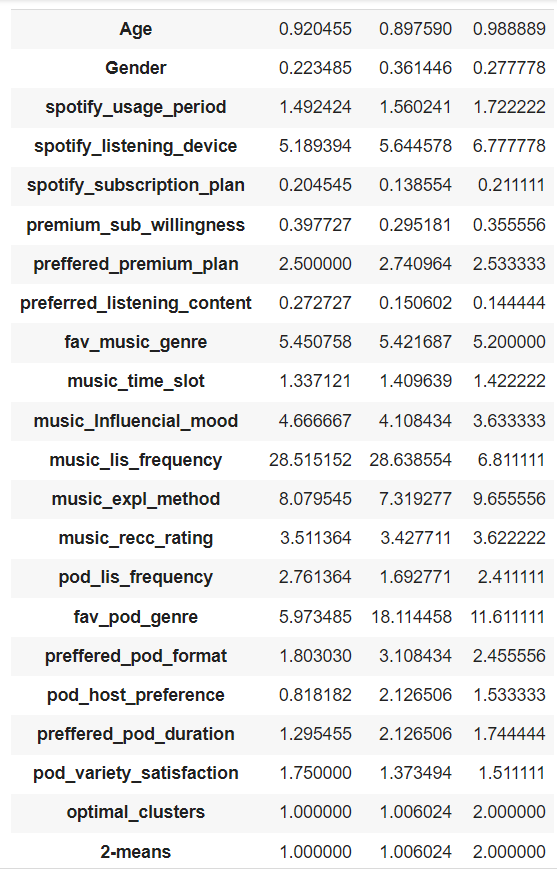 Age 0.920455 0.897590 0.988889
Gender 0.223485 0.361446 0.277778
spotify_usage_period 1.492424 1.560241 1.722222
spotify_listening_device 5.189394 5.644578 6.777778
spotify_subscription_plan 0.204545 0.138554 0.211111
premium_sub_willingness 0.397727 0.295181 0.355556
preffered_premium_plan 2.500000 2.740964 2.533333
preferred_listening_content 0.272727 0.150602 0.144444
fav_music_genre 5.450758 5.421687 5.200000
music_time_slot 1.337121 1.409639 1.422222
music_Influencial_mood 4.666667 4.108434 3.633333
music_lis_frequency 28.515152 28.638554 6.811111
music_expl_method 8.079545 7.319277 9.655556
music_recc_rating 3.511364 3.427711 3.622222
pod_lis_frequency 2.761364 1.692771 2.411111
fav_pod_genre 5.973485 18.114458 11.611111
preffered_pod_format 1.803030 3.108434 2.455556
pod_host_preference 0.818182 2.126506 1.533333
preffered_pod_duration 1.295455 2.126506 1.744444
pod_variety_satisfaction 1.750000 1.373494 1.511111
optimal_clusters 1.000000 1.006024 2.000000
2-means 1.000000 1.006024 2.000000